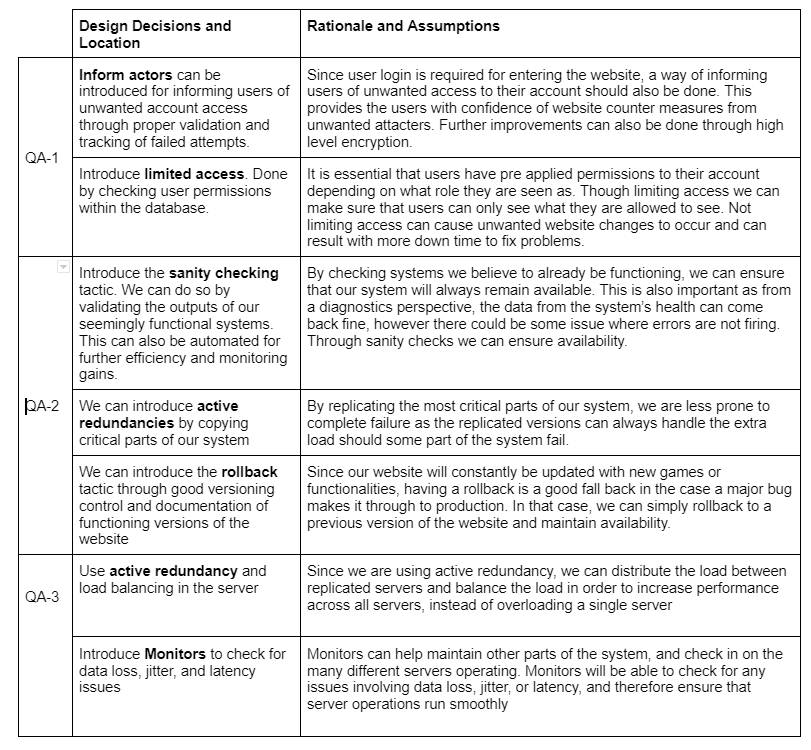 Design Decisions and
Location
Rationale and Assumptions
QA-1
Inform actors can be
introduced for informing users of
unwanted account access
through proper validation and
tracking of failed attempts.
Since user login is required for entering the website, a way of informing
users of unwanted access to their account should also be done. This
provides the users with confidence of website counter measures from
unwanted attacters. Further improvements can also be done through high
level encryption.
Introduce limited access. Done
by checking user permissions
within the database.
It is essential that users have pre applied permissions to their account
depending on what role they are seen as. Though limiting access we can
make sure that users can only see what they are allowed to see. Not
limiting access can cause unwanted website changes to occur and can
result with more down time to fix problems.
QA-2
Introduce the sanity checking
tactic. We can do so by
validating the outputs of our
seemingly functional systems.
This can also be automated for
further efficiency and monitoring
gains.
By checking systems we believe to already be functioning, we can ensure
that our system will always remain available. This is also important as from
a diagnostics perspective, the data from the system's health can come
back fine, however there could be some issue where errors are not firing.
Through sanity checks we can ensure availability.
We can introduce active
redundancies by copying
critical parts of our system
By replicating the most critical parts of our system, we are less prone to
complete failure as the replicated versions can always handle the extra
load should some part of the system fail.
We can introduce the rollback
tactic through good versioning
control and documentation of
functioning versions of the
website
Since our website will constantly be updated with new games or
functionalities, having a rollback is a good fall back in the case a major bug
makes it through to production. In that case, we can simply rollback to a
previous version of the website and maintain availability.
QA-3
Use active redundancy and
load balancing in the server
Since we are using active redundancy, we can distribute the load between
replicated servers and balance the load in order to increase performance
across all servers, instead of overloading a single server
Introduce Monitors to check for
data loss, jitter, and latency
issues
Monitors can help maintain other parts of the system, and check in on the
many different servers operating. Monitors will be able to check for any
issues involving data loss, jitter, or latency, and therefore ensure that
server operations run smoothly